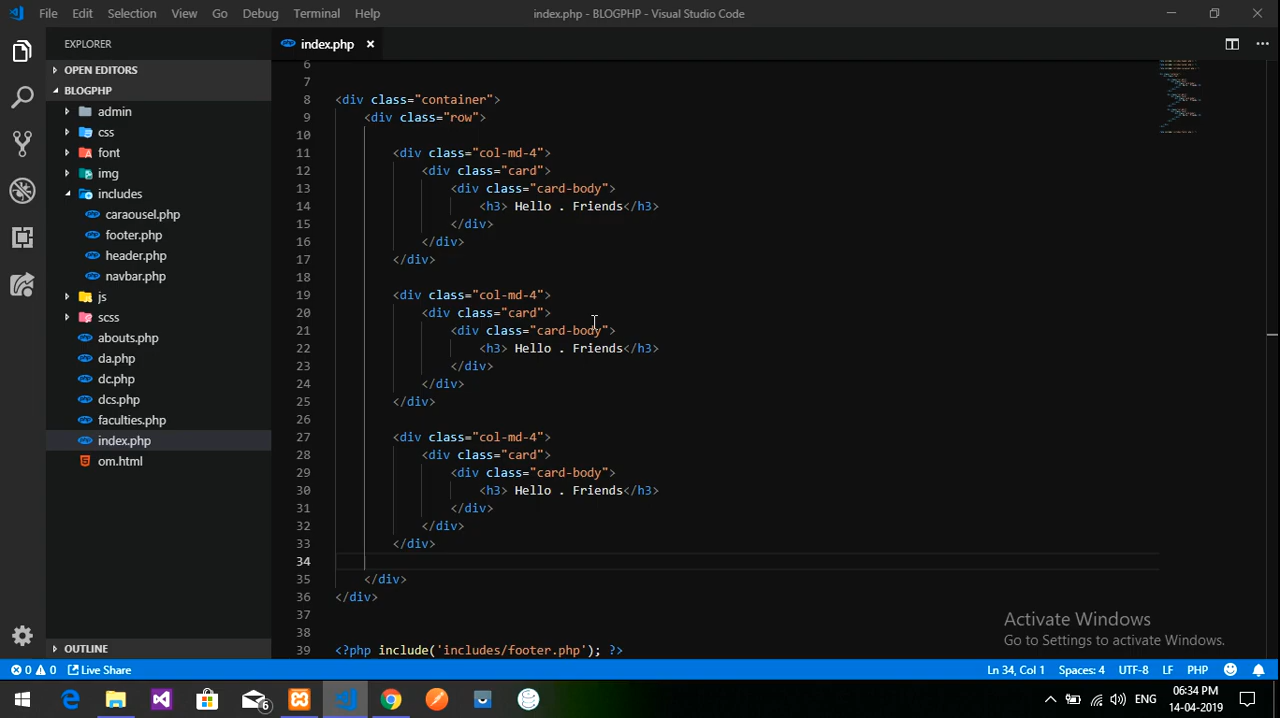 File Edit Selection View Go Debug Terminal Help index.php - BLOGPHP - Visual Studio Code
EXPLORER
OPEN EDITORS
BLOGPHP
admin
css
font
img
includes
caraousel.php
footer.php
header.php
navbar.php
js
scss
abouts.php
da.php
dc.php
dcs.php
faculties.php
index.php
om.html
OUTLINE
index.php
6
7
8 <div class="container">
9 <div class="row">
10
11 <div class="col-md-4">
12 <div class="card">
13 <div class="card-body">
14 <h3> Hello . Friends</h3>
15 </div>
16 </div>
17 </div>
18
19 <div class="col-md-4">
20 <div class="card">
21 <div class="card-body">
22 <h3> Hello . Friends</h3>
23 </div>
24 </div>
25 </div>
26
27 <div class="col-md-4">
28 <div class="card">
29 <div class="card-body">
30 <h3> Hello . Friends</h3>
31 </div>
32 </div>
33 </div>
34
35 </div>
36 </div>
37
38
39 <?php include('includes/footer.php'); ?>
Activate Windows
Go to Settings to activate Windows.
0 0 Live Share Ln 34, Col 1 Spaces: 4 UTF-8 LF PHP
6 ENG 06:34 PM
14-04-2019